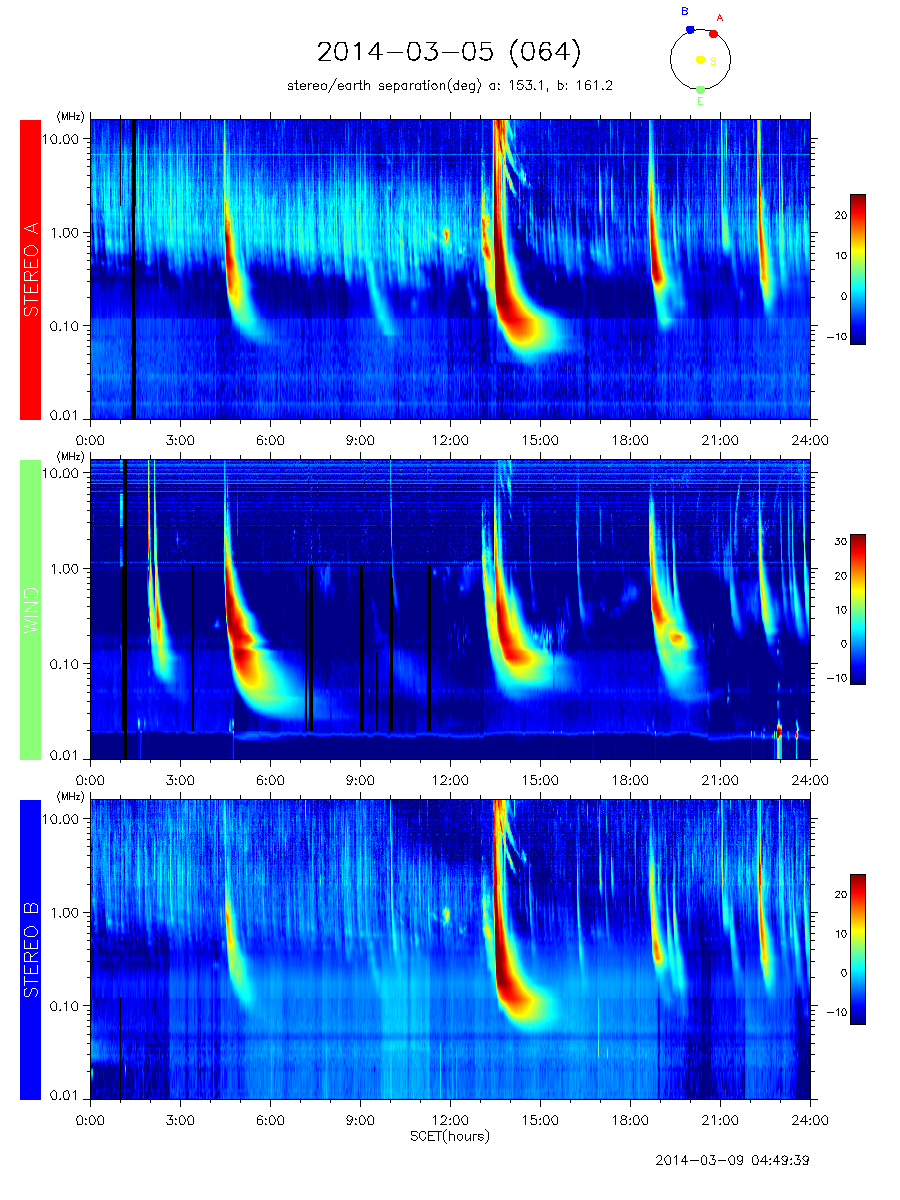 B
A
2014-03-05 (064)
S
stereo/earth separation(deg) a: 153.1, b: 161.2
E
(MHz)
10.00
1.00
0.10
0.01
STEREO A
20
10
0
-10
0:00 3:00 6:00 9:00 12:00 15:00 18:00 21:00 24:00
(MHz)
10.00
1.00
0.10
0.01
WIND
30
20
10
0
-10
0:00 3:00 6:00 9:00 12:00 15:00 18:00 21:00 24:00
(MHz)
10.00
1.00
0.10
0.01
STEREO B
20
10
0
-10
0:00 3:00 6:00 9:00 12:00 15:00 18:00 21:00 24:00
SCET(hours)
2014-03-09 04:49:39